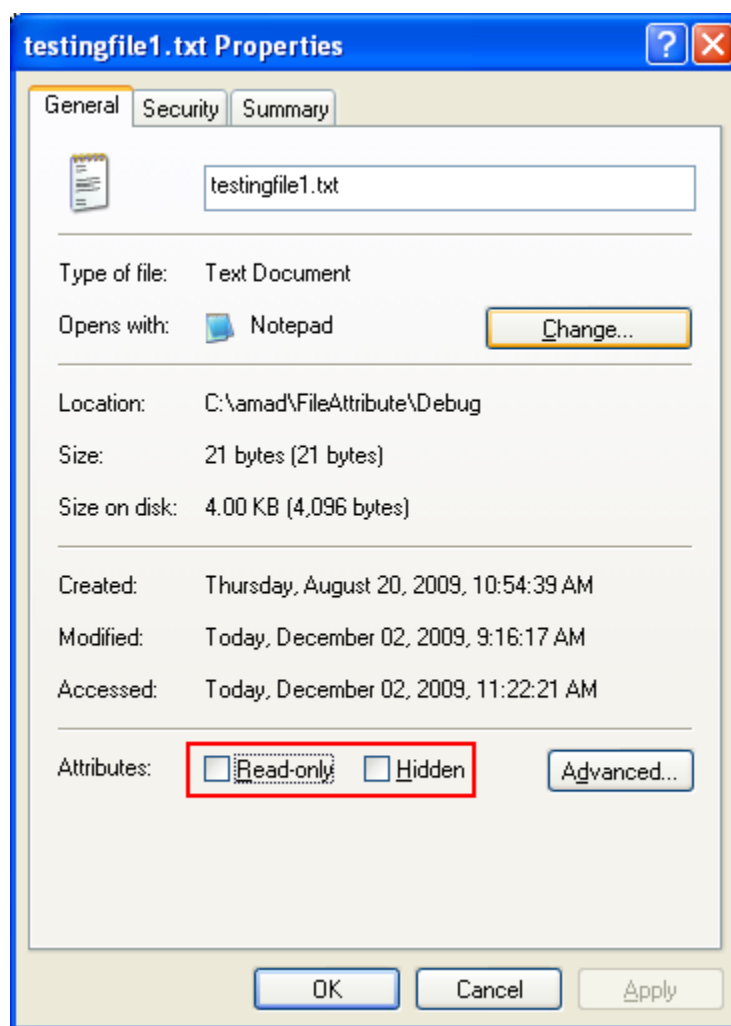 testingfile1.txt Properties
General Security Summary
testingfile1.txt
Type of file: Text Document
Opens with: Notepad Change...
Location: C:\amad\FileAttribute\Debug
Size: 21 bytes (21 bytes)
Size on disk: 4.00 KB (4,096 bytes)
Created: Thursday, August 20, 2009, 10:54:39 AM
Modified: Today, December 02, 2009, 9:16:17 AM
Accessed: Today, December 02, 2009, 11:22:21 AM
Attributes: Read-only Hidden Advanced...
OK Cancel Apply